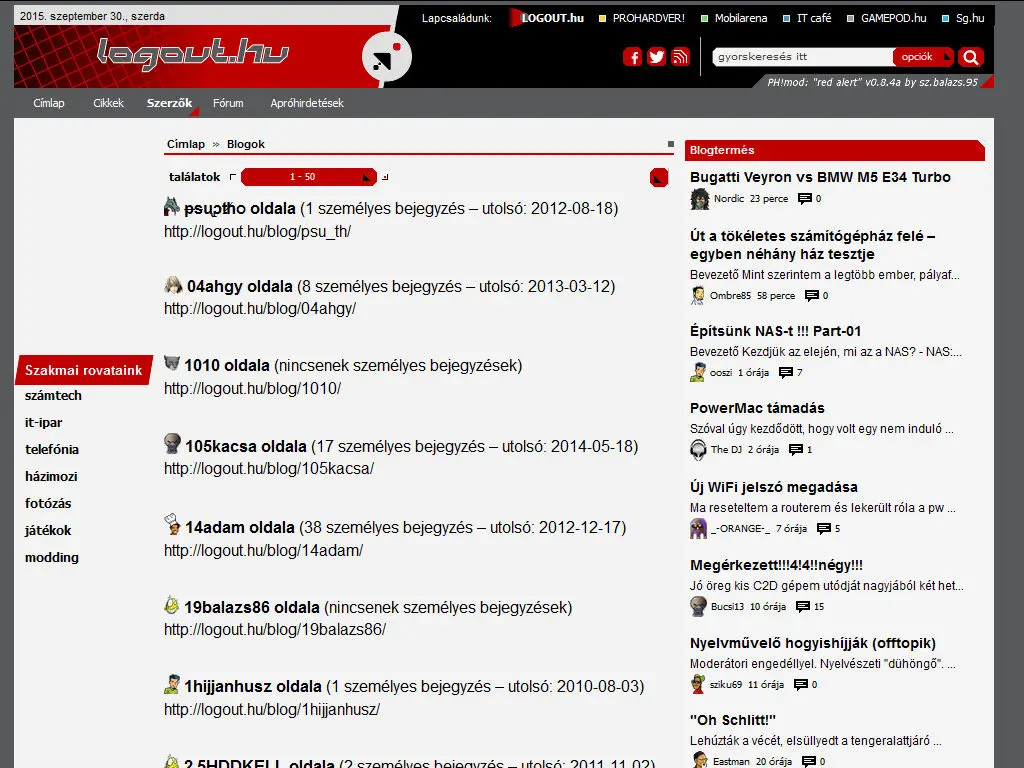 2015. szeptember 30., szerda
Lapcsaládunk: LOGOUT.hu PROHARDVER! Mobilarena IT café GAMEPOD.hu Sg.hu
logout.hu
gyorskeresés itt opciók
PH!mod: "red alert" v0.8.4a by sz.balazs.95
Címlap Cikkek Szerzők Fórum Apróhirdetések
Szakmai rovataink
számtech
it-ipar
telefónia
házimozi
fotózás
játékok
modding
Címlap » Blogok
találatok 1 - 50
oldala (1 személyes bejegyzés – utolsó: 2012-08-18)
http://logout.hu/blog/psu_th/
04ahgy oldala (8 személyes bejegyzés – utolsó: 2013-03-12)
http://logout.hu/blog/04ahgy/
1010 oldala (nincsenek személyes bejegyzések)
http://logout.hu/blog/1010/
105kacsa oldala (17 személyes bejegyzés – utolsó: 2014-05-18)
http://logout.hu/blog/105kacsa/
14adam oldala (38 személyes bejegyzés – utolsó: 2012-12-17)
http://logout.hu/blog/14adam/
19balazs86 oldala (nincsenek személyes bejegyzések)
http://logout.hu/blog/19balazs86/
1hijjanhusz oldala (1 személyes bejegyzés – utolsó: 2010-08-03)
http://logout.hu/blog/1hijjanhusz/
2.5HDDKELL oldala (2 személyes bejegyzés – utolsó: 2011-11-02)
Blogtermés
Bugatti Veyron vs BMW M5 E34 Turbo
Nordic 23 perce 0
Út a tökéletes számítógépház felé –
egyben néhány ház tesztje
Bevezető Mint szerintem a legtöbb ember, pályaf...
Ombre85 58 perce 0
Építsünk NAS-t !!! Part-01
Bevezető Kezdjük az elején, mi az a NAS? - NAS:...
ooszi 1 órája 7
PowerMac támadás
Szóval úgy kezdődött, hogy volt egy nem induló ...
The DJ 2 órája 1
Új WiFi jelszó megadása
Ma reseteltem a routerem és lekerült róla a pw ...
_-ORANGE-_ 7 órája 5
Megérkezett!!!4!4!!négy!!!
Jó öreg kis C2D gépem utódját nagyjából két het...
Bucsi13 10 órája 15
Nyelvművelő hogyishíjják (offtopik)
Moderátori engedéllyel. Nyelvészeti "dühöngő". ...
sziku69 11 órája 0
"Oh Schlitt!"
Lehúzták a vécét, elsüllyedt a tengeralattjáró ...
Eastman 20 órája 0